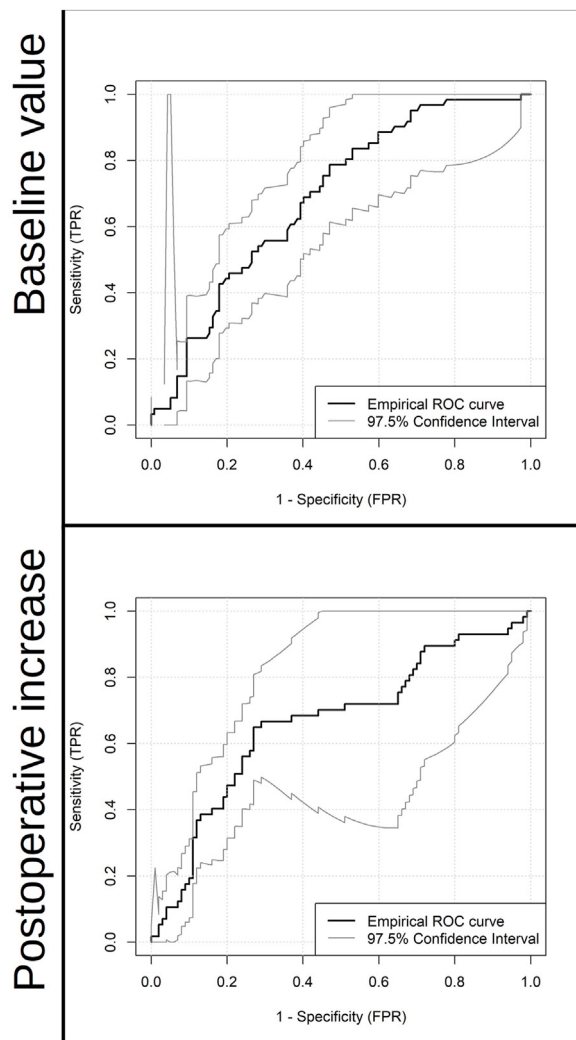 Baseline value
Sensitivity (TPR)
1.0
0.8
0.6
0.4
0.2
0.0
Empirical ROC curve
97.5% Confidence Interval
0.0 0.2 0.4 0.6 0.8 1.0
1 - Specificity (FPR)
Postoperative increase
Sensitivity (TPR)
1.0
0.8
0.6
0.4
0.2
0.0
Empirical ROC curve
97.5% Confidence Interval
0.0 0.2 0.4 0.6 0.8 1.0
1 - Specificity (FPR)